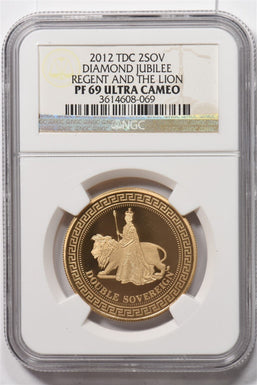 2012 TDC 2SOV
DIAMOND JUBILEE
REGENT AND THE LION
PF 69 ULTRA CAMEO
3614608-069
NGC
DOUBLE SOVEREIGN